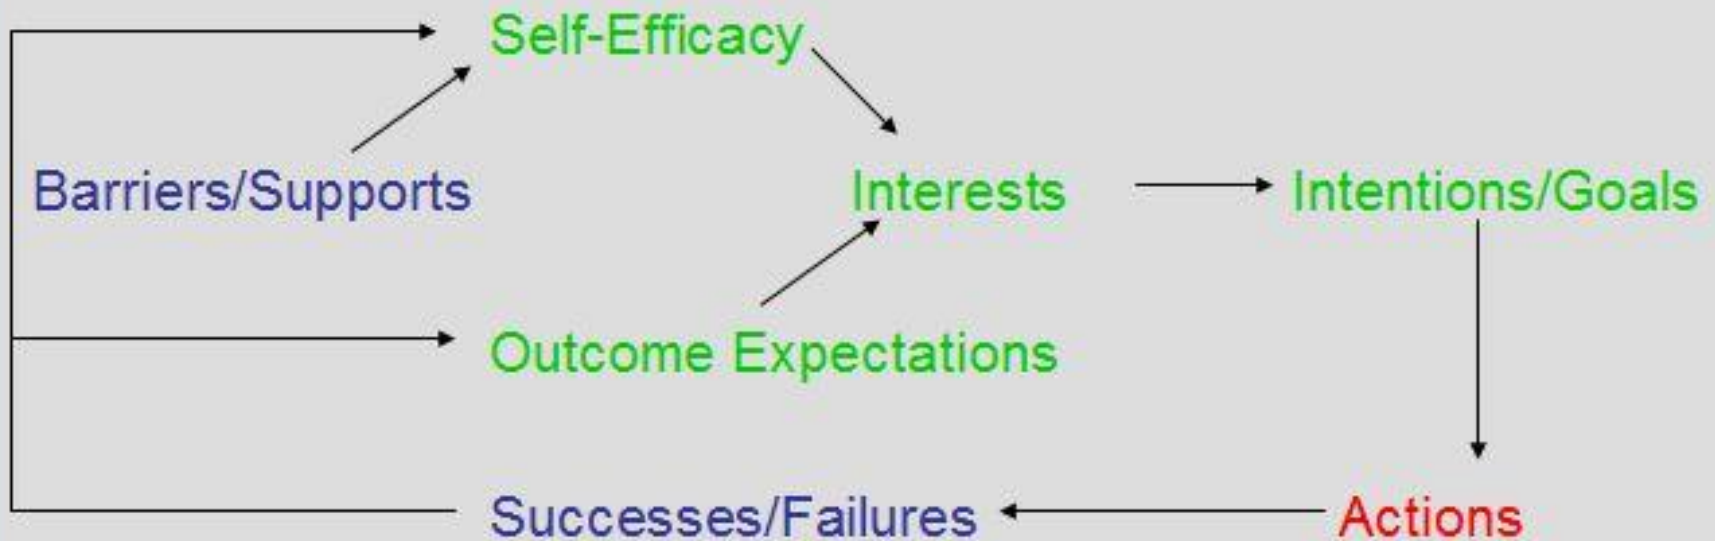 Self-Efficacy
Barriers/Supports
Interests
Intentions/Goals
Outcome Expectations
Successes/Failures
Actions